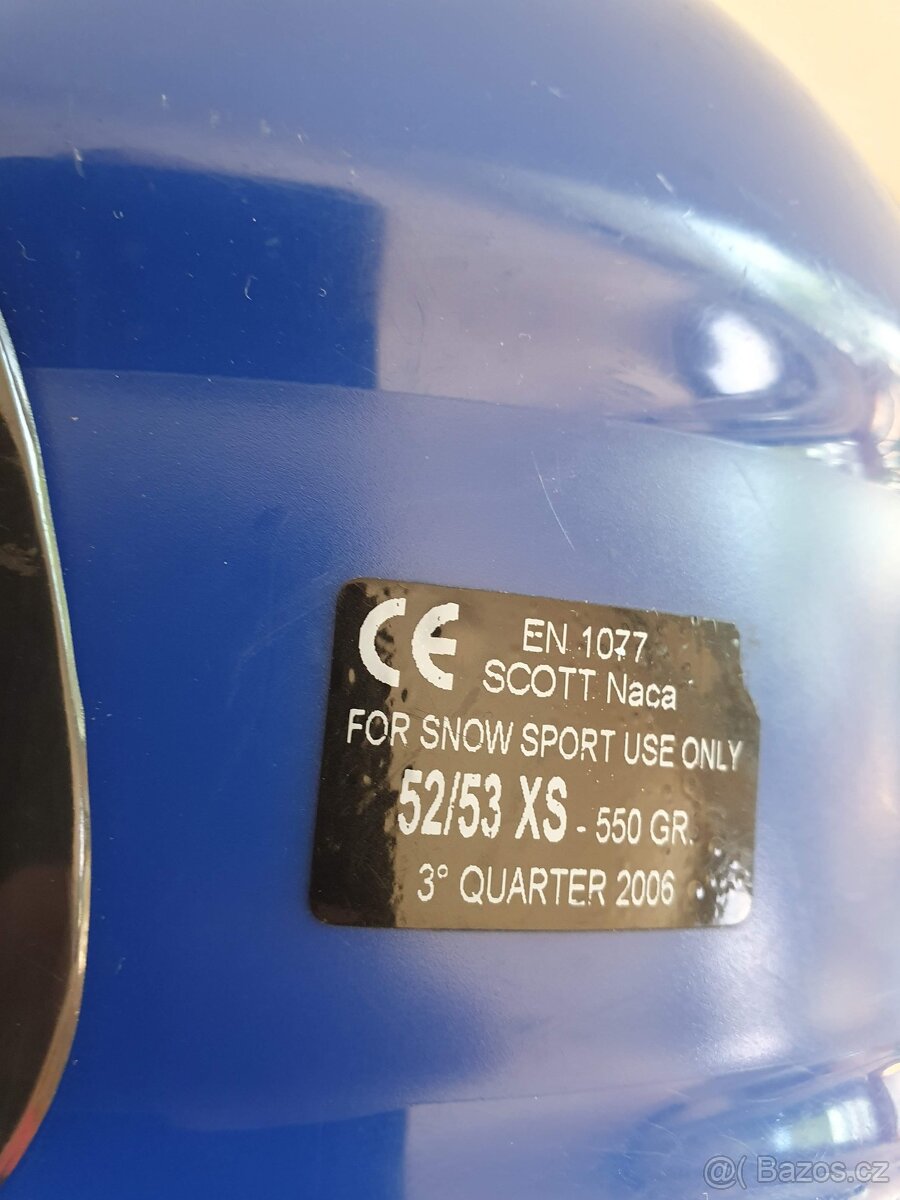 CE EN 1077
SCOTT Naca
FOR SNOW SPORT USE ONLY
52/53 XS - 550 GR.
3° QUARTER 2006
@( Bazos.cz